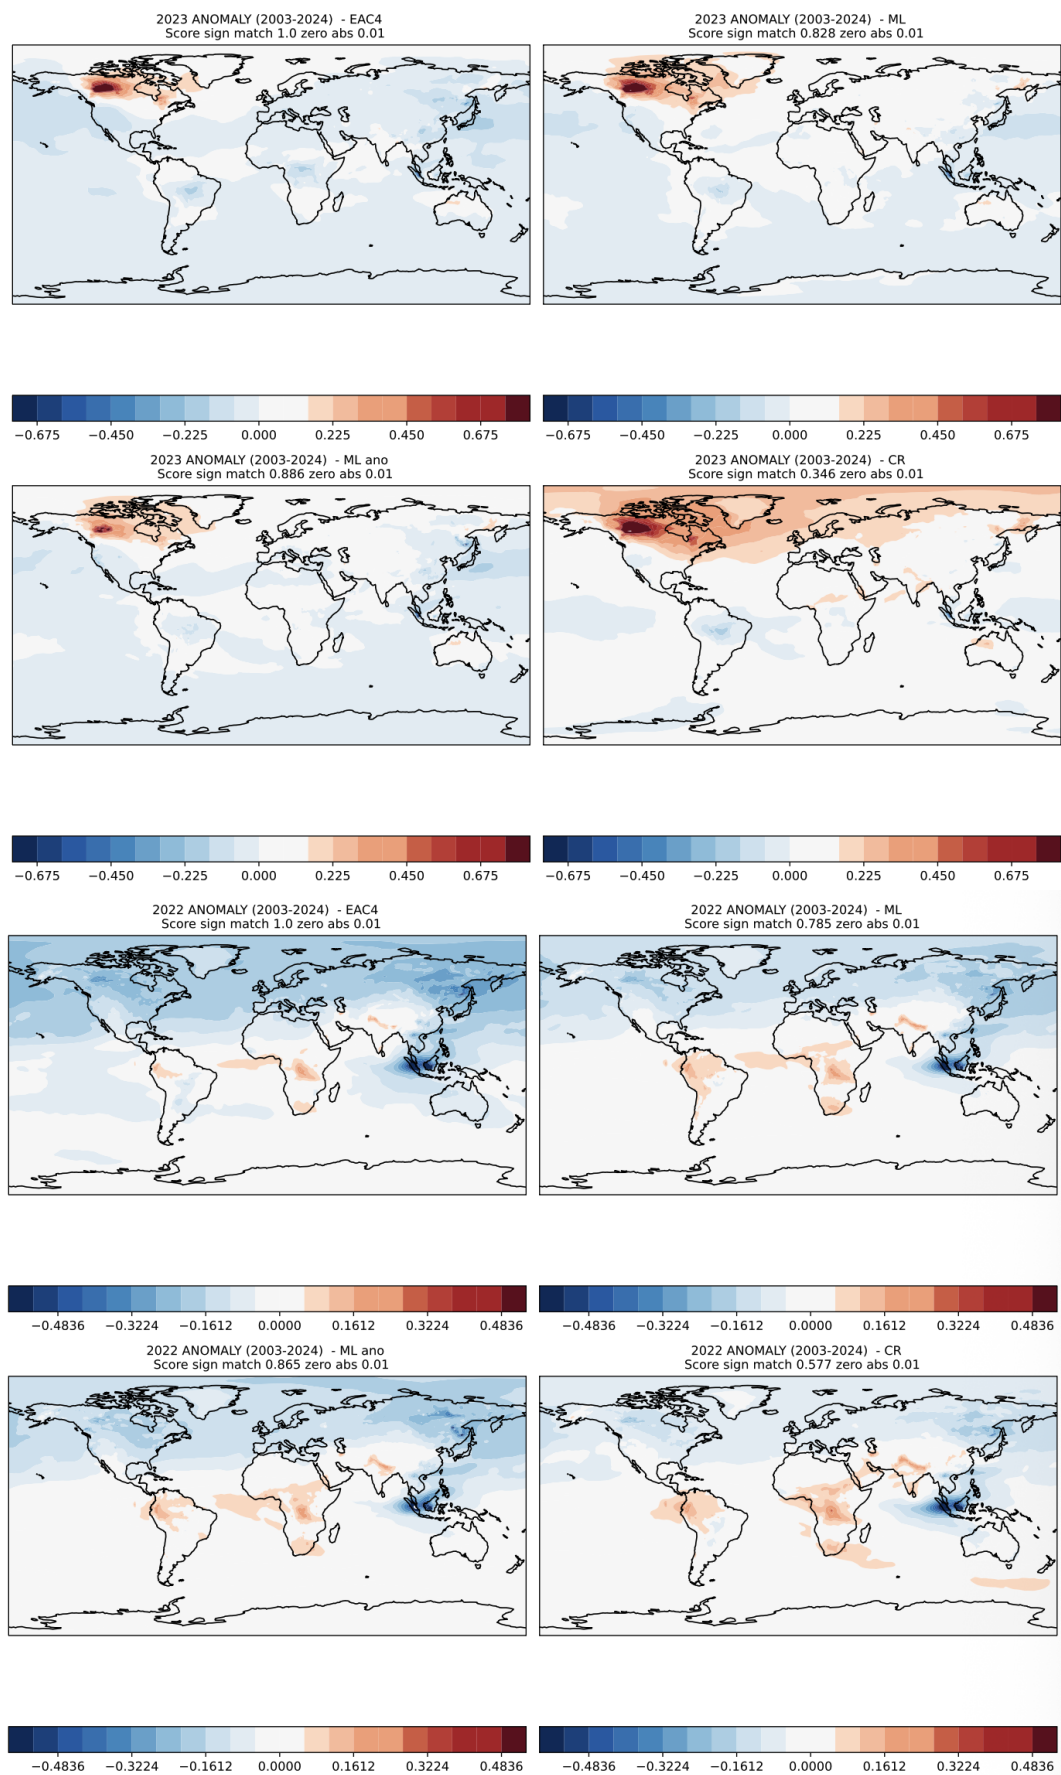 2023 ANOMALY (2003-2024)  - EAC4
Score sign match 1.0 zero abs 0.01
2023 ANOMALY (2003-2024)  - ML
Score sign match 0.828 zero abs 0.01
−0.675 −0.450 −0.225 0.000 0.225 0.450 0.675
−0.675 −0.450 −0.225 0.000 0.225 0.450 0.675
2023 ANOMALY (2003-2024)  - ML ano
Score sign match 0.886 zero abs 0.01
2023 ANOMALY (2003-2024)  - CR
Score sign match 0.346 zero abs 0.01
−0.675 −0.450 −0.225 0.000 0.225 0.450 0.675
−0.675 −0.450 −0.225 0.000 0.225 0.450 0.675
2022 ANOMALY (2003-2024)  - EAC4
Score sign match 1.0 zero abs 0.01
2022 ANOMALY (2003-2024)  - ML
Score sign match 0.785 zero abs 0.01
−0.4836 −0.3224 −0.1612 0.0000 0.1612 0.3224 0.4836
−0.4836 −0.3224 −0.1612 0.0000 0.1612 0.3224 0.4836
2022 ANOMALY (2003-2024)  - ML ano
Score sign match 0.865 zero abs 0.01
2022 ANOMALY (2003-2024)  - CR
Score sign match 0.577 zero abs 0.01
−0.4836 −0.3224 −0.1612 0.0000 0.1612 0.3224 0.4836
−0.4836 −0.3224 −0.1612 0.0000 0.1612 0.3224 0.4836